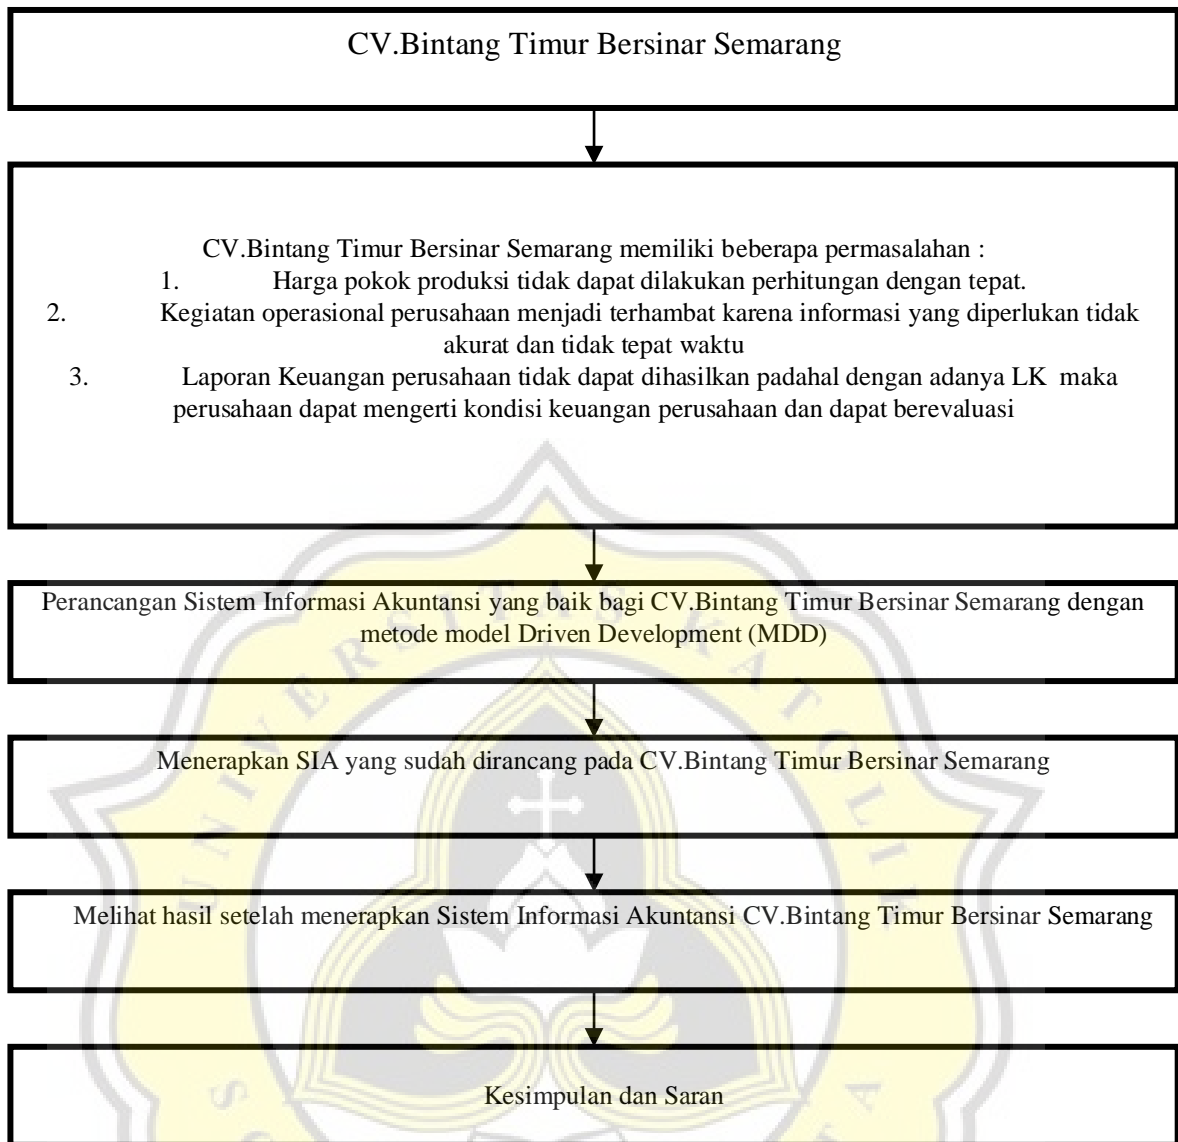 CV.Bintang Timur Bersinar Semarang
CV.Bintang Timur Bersinar Semarang memiliki beberapa permasalahan :
1. Harga pokok produksi tidak dapat dilakukan perhitungan dengan tepat.
2. Kegiatan operasional perusahaan menjadi terhambat karena informasi yang diperlukan tidak
akurat dan tidak tepat waktu
3. Laporan Keuangan perusahaan tidak dapat dihasilkan padahal dengan adanya LK maka
perusahaan dapat mengerti kondisi keuangan perusahaan dan dapat berevaluasi
Perancangan Sistem Informasi Akuntansi yang baik bagi CV.Bintang Timur Bersinar Semarang dengan
metode model Driven Development (MDD)
Menerapkan SIA yang sudah dirancang pada CV.Bintang Timur Bersinar Semarang
Melihat hasil setelah menerapkan Sistem Informasi Akuntansi CV.Bintang Timur Bersinar Semarang
Kesimpulan dan Saran
UNIVERSITAS KATOLIK